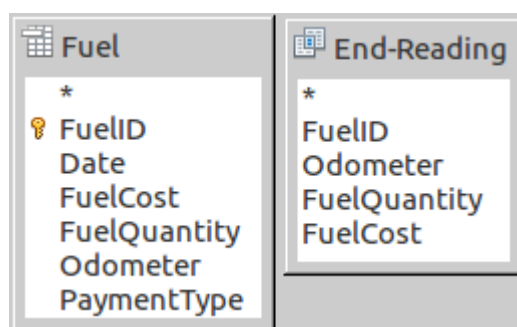 Fuel
*
FuelID
Date
FuelCost
FuelQuantity
Odometer
PaymentType
End-Reading
*
FuelID
Odometer
FuelQuantity
FuelCost